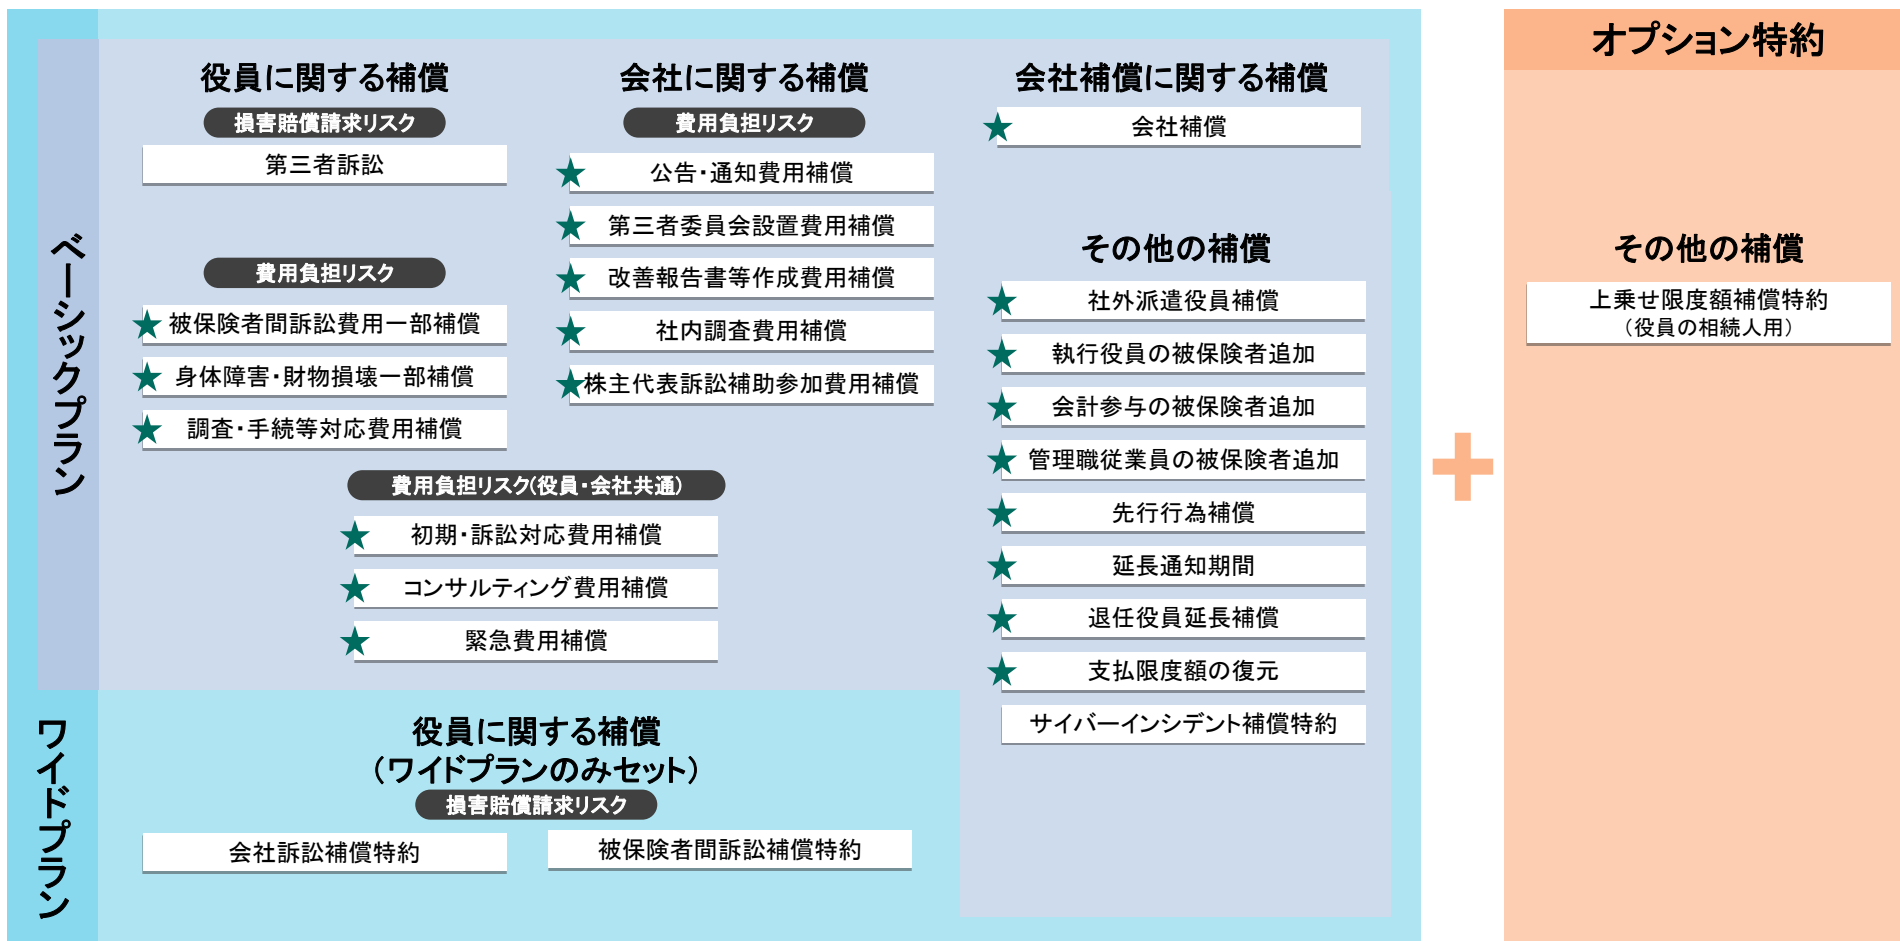 ベーシックプラン
役員に関する補償
損害賠償請求リスク
第三者訴訟
費用負担リスク
★被保険者間訴訟費用一部補償
★身体障害・財物損壊一部補償
★調査・手続等対応費用補償
会社に関する補償
費用負担リスク
★公告・通知費用補償
★第三者委員会設置費用補償
★改善報告書等作成費用補償
★社内調査費用補償
★株主代表訴訟補助参加費用補償
費用負担リスク(役員・会社共通)
★初期・訴訟対応費用補償
★コンサルティング費用補償
★緊急費用補償
会社補償に関する補償
★会社補償
その他の補償
★社外派遣役員補償
★執行役員の被保険者追加
★会計参与の被保険者追加
★管理職従業員の被保険者追加
★先行行為補償
★延長通知期間
★退任役員延長補償
★支払限度額の復元
サイバーインシデント補償特約
ワイドプラン
役員に関する補償
（ワイドプランのみセット）
損害賠償請求リスク
会社訴訟補償特約
被保険者間訴訟補償特約
+
オプション特約
その他の補償
上乗せ限度額補償特約
（役員の相続人用）